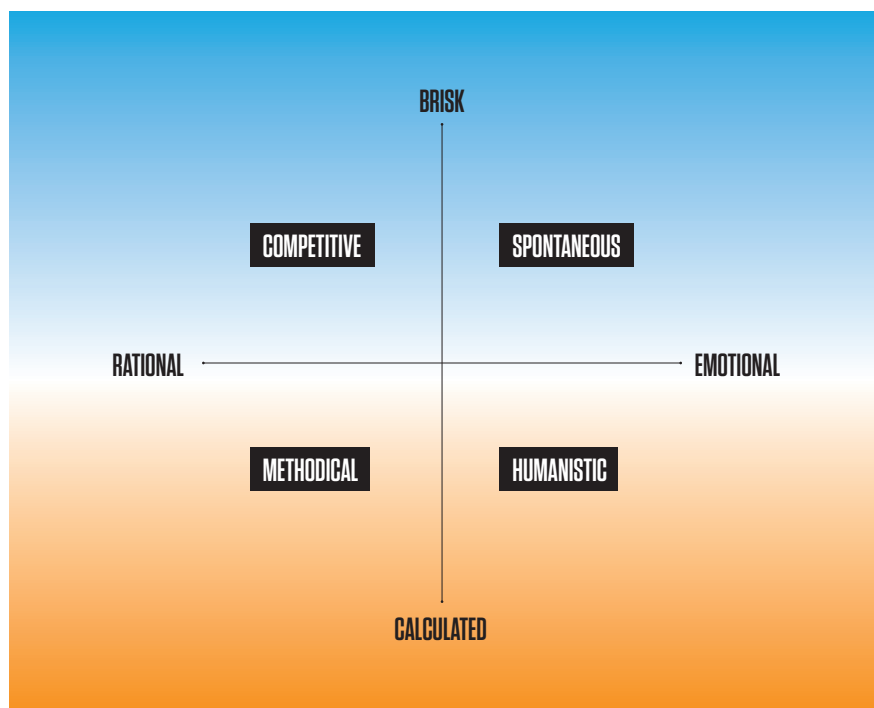 BRISK
COMPETITIVE
SPONTANEOUS
RATIONAL
EMOTIONAL
METHODICAL
HUMANISTIC
CALCULATED